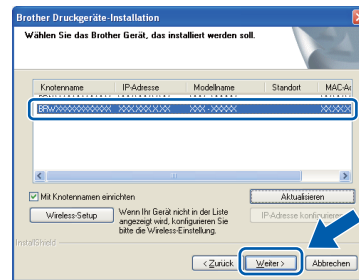 Brother Druckgeräte-Installation
Wählen Sie das Brother Gerät, das installiert werden soll.
Knotenname IP-Adresse Modellname Standort MAC-Ad
BRWXXXXXXXXXXXX XXX.XXX.X.XX XXX-XXXXX XXXXX
Mit Knotennamen einrichten
Aktualisieren
Wireless-Setup
Wenn Ihr Gerät nicht in der Liste
angezeigt wird, konfigurieren Sie
bitte die Wireless-Einstellung.
IP-Adresse konfigurieren
InstallShield
< Zurück Weiter > Abbrechen